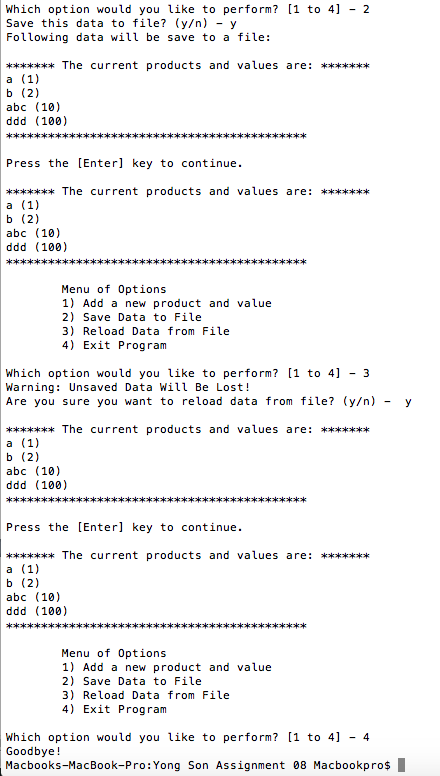 Which option would you like to perform? [1 to 4] - 2
Save this data to file? (y/n) - y
Following data will be save to a file:

******* The current products and values are: *******
a (1)
b (2)
abc (10)
ddd (100)
*******************************************

Press the [Enter] key to continue.

******* The current products and values are: *******
a (1)
b (2)
abc (10)
ddd (100)
*******************************************

        Menu of Options
        1) Add a new product and value
        2) Save Data to File
        3) Reload Data from File
        4) Exit Program

Which option would you like to perform? [1 to 4] - 3
Warning: Unsaved Data Will Be Lost!
Are you sure you want to reload data from file? (y/n) -  y

******* The current products and values are: *******
a (1)
b (2)
abc (10)
ddd (100)
*******************************************

Press the [Enter] key to continue.

******* The current products and values are: *******
a (1)
b (2)
abc (10)
ddd (100)
*******************************************

        Menu of Options
        1) Add a new product and value
        2) Save Data to File
        3) Reload Data from File
        4) Exit Program

Which option would you like to perform? [1 to 4] - 4
Goodbye!
Macbooks-MacBook-Pro:Yong Son Assignment 08 Macbookpro$